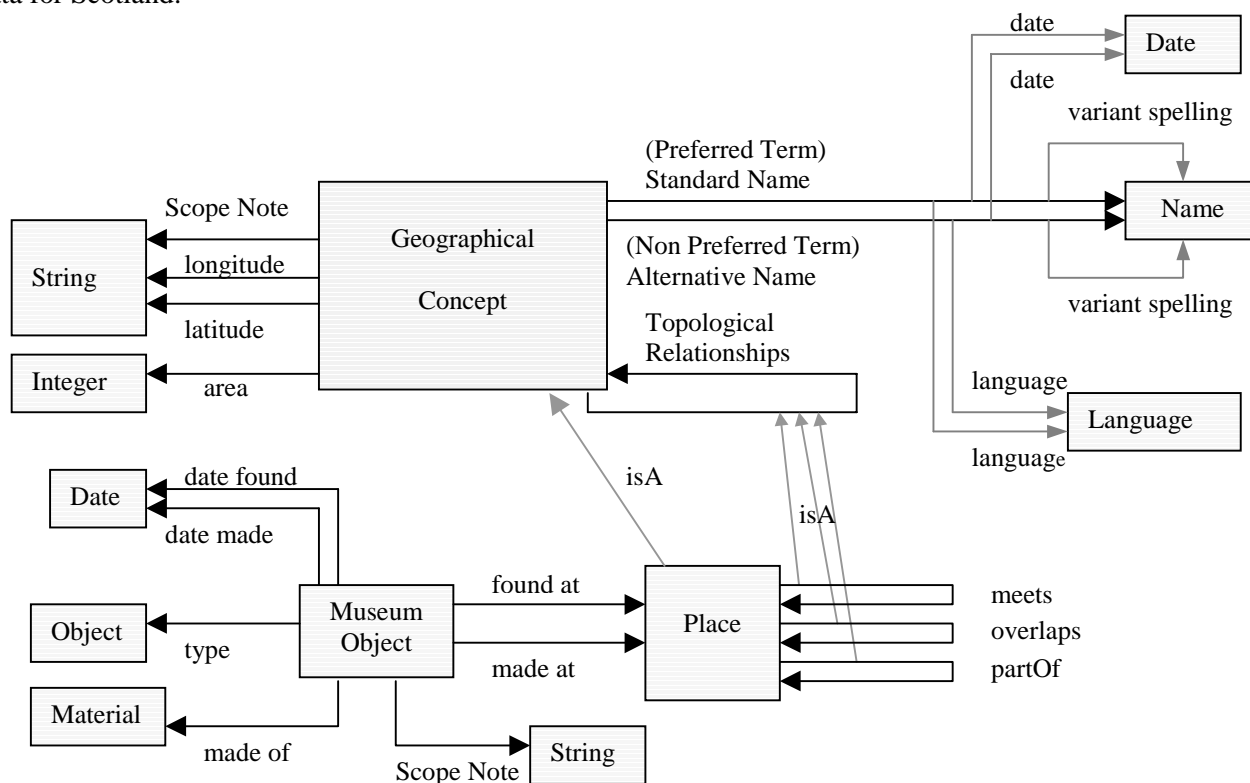 ta for Scotland.
date
Date
date
variant spelling
(Preferred Term)
Standard Name
Scope Note
Name
Geographical
Concept
(Non Preferred Term)
Alternative Name
String
longitude
latitude
variant spelling
Topological
Relationships
Integer
area
language
Language
language
isA
isA
Date
date found
date made
found at
Museum
Object
Place
meets
overlaps
partOf
Object
type
made at
Material
made of
Scope Note
String